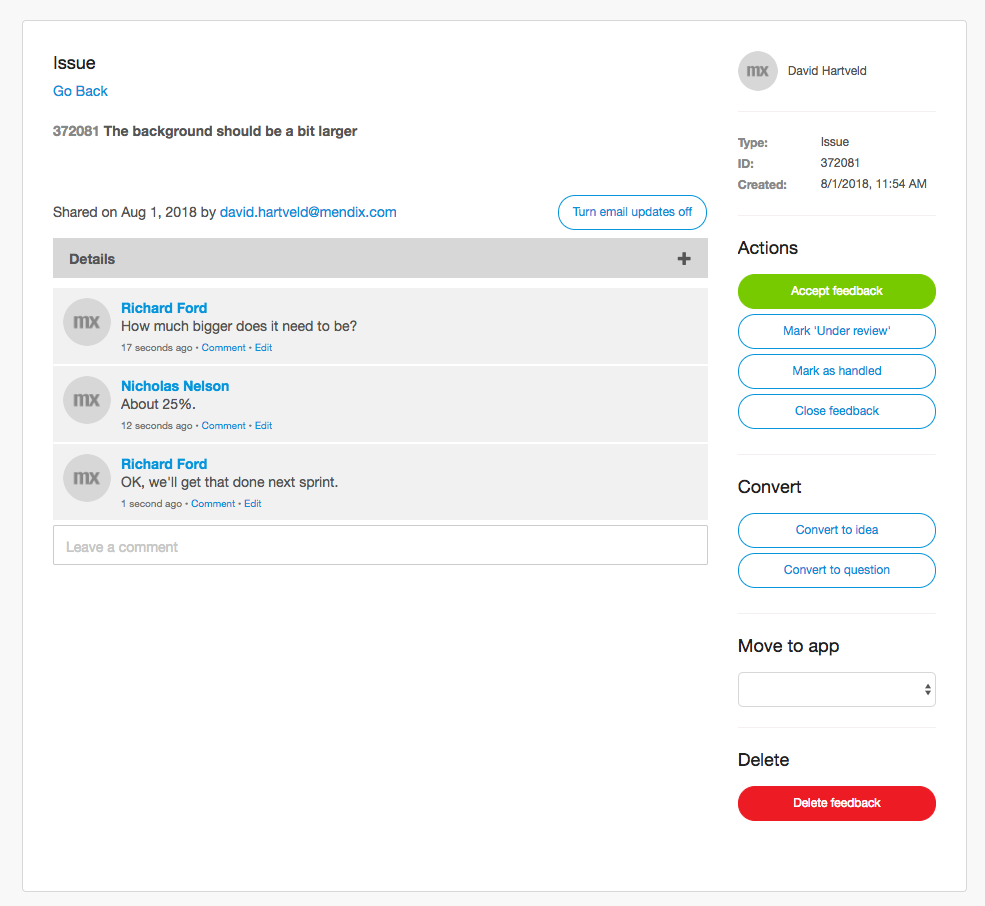 Issue
Go Back
372081 The background should be a bit larger
Shared on Aug 1, 2018 by david.hartveld@mendix.com
Turn email updates off
Details
mx
Richard Ford
How much bigger does it need to be?
17 seconds ago • Comment • Edit
mx
Nicholas Nelson
About 25%.
12 seconds ago • Comment • Edit
mx
Richard Ford
OK, we'll get that done next sprint.
1 second ago • Comment • Edit
Leave a comment
mx
David Hartveld
Type: Issue
ID: 372081
Created: 8/1/2018, 11:54 AM
Actions
Accept feedback
Mark 'Under review'
Mark as handled
Close feedback
Convert
Convert to idea
Convert to question
Move to app
Delete
Delete feedback